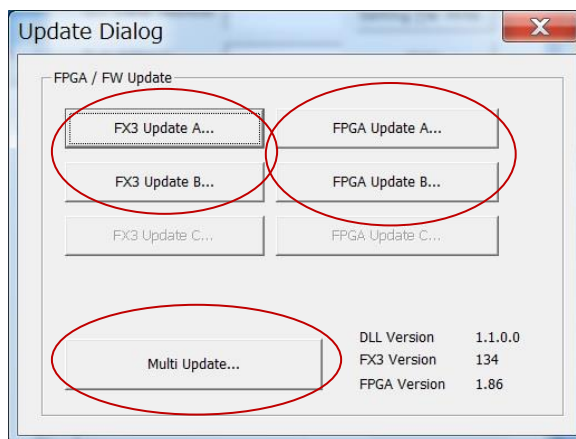 Update Dialog
X
FPGA / FW Update
FX3 Update A...
FPGA Update A...
FX3 Update B...
FPGA Update B...
FX3 Update C...
FPGA Update C...
Multi Update...
DLL Version 1.1.0.0
FX3 Version 134
FPGA Version 1.86